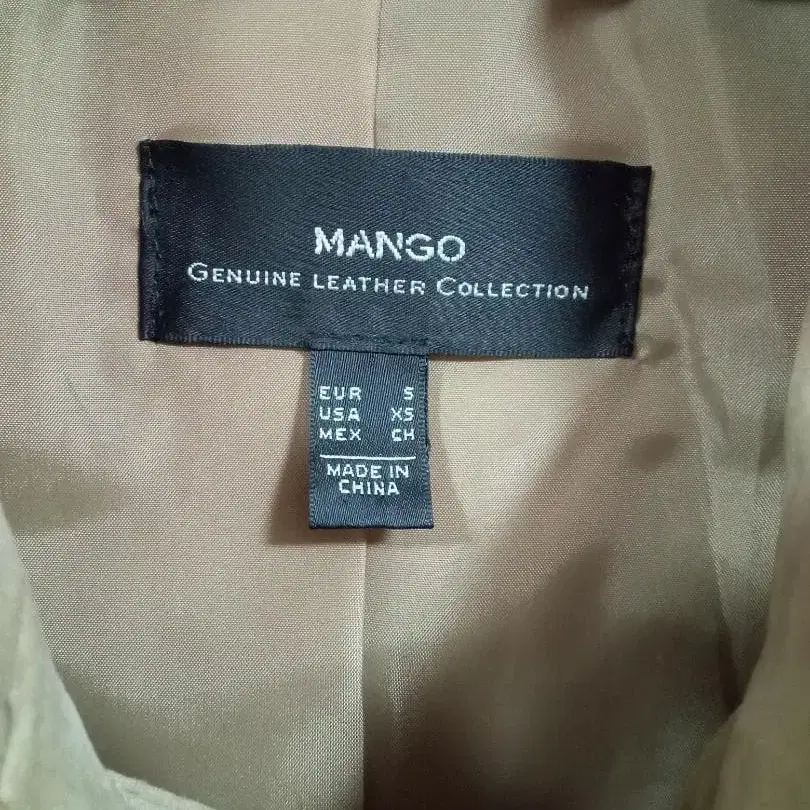 MANGO
GENUINE LEATHER COLLECTION
EUR S
USA XS
MEX CH
MADE IN
CHINA